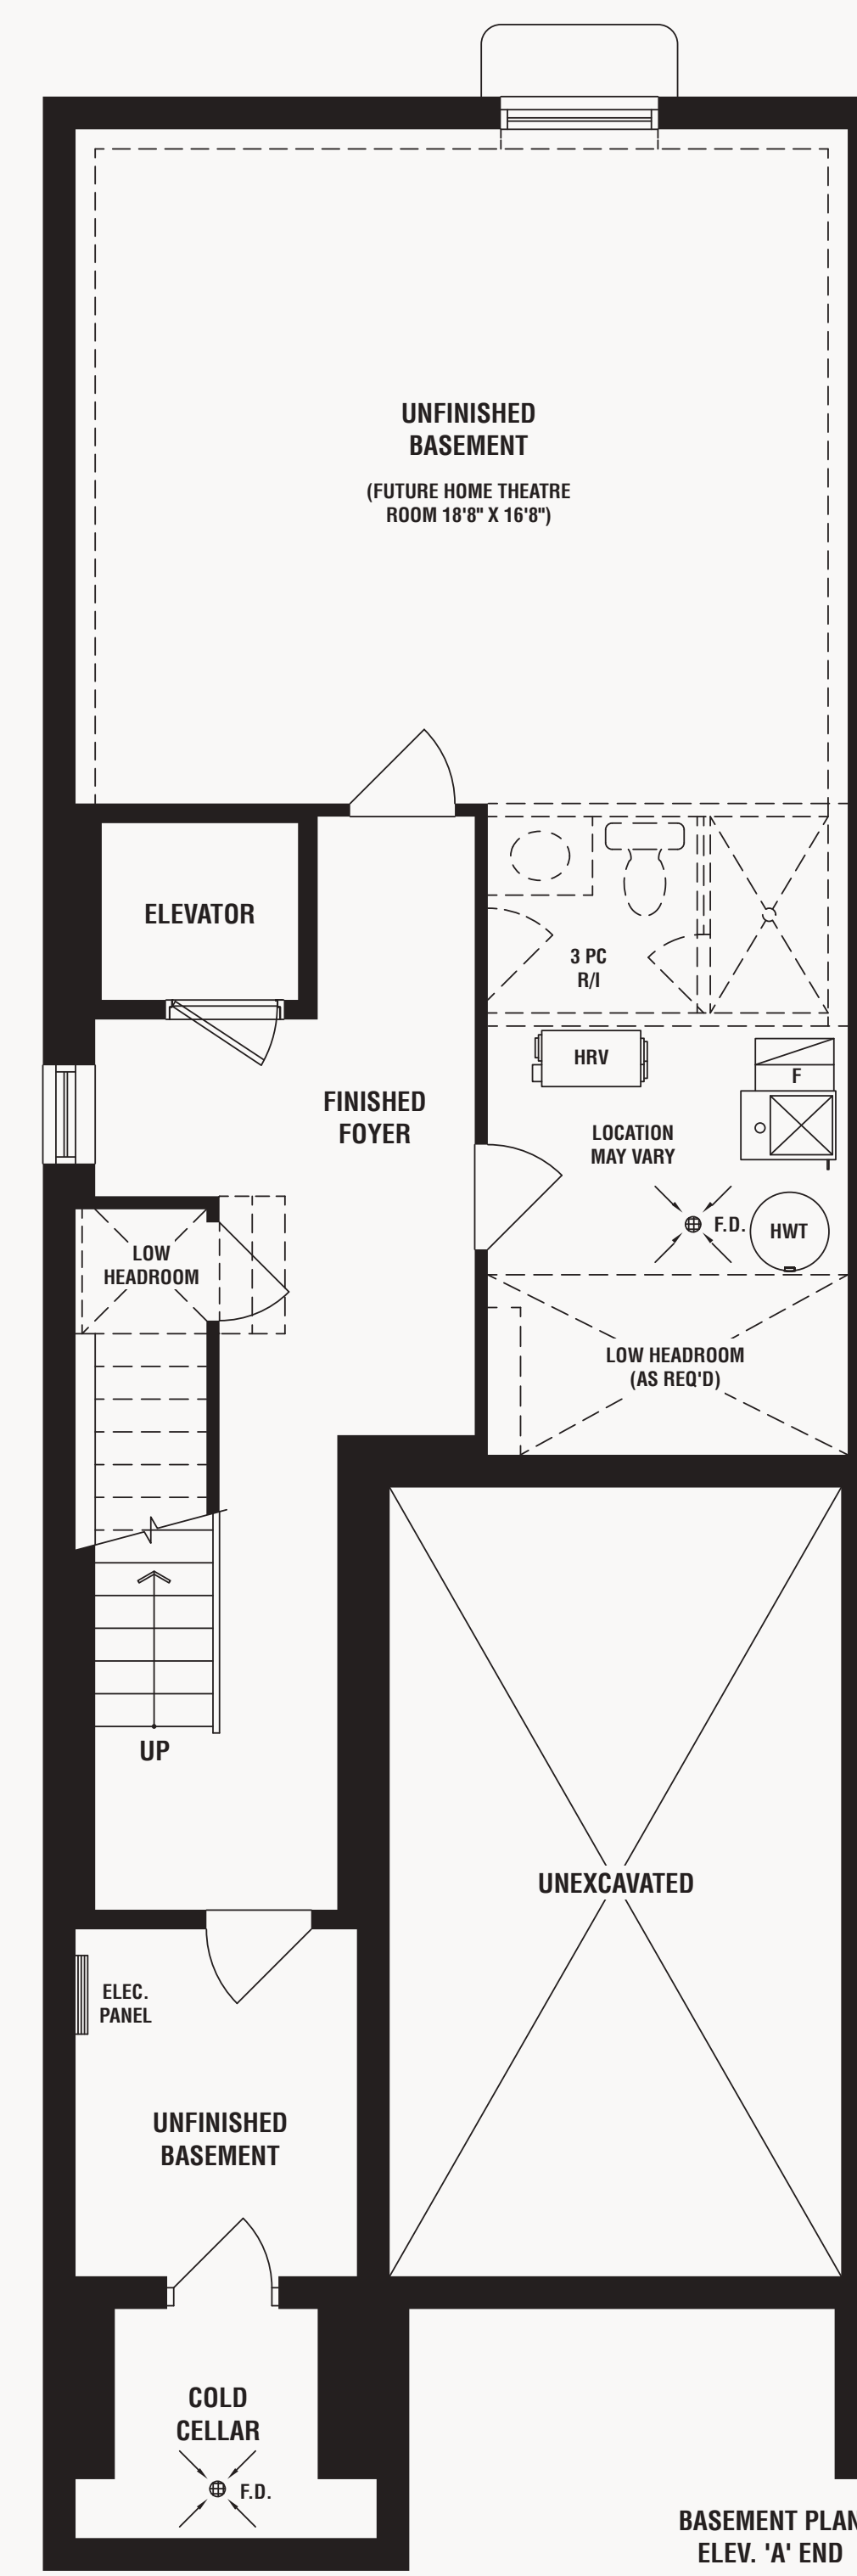 UNFINISHED
BASEMENT
(FUTURE HOME THEATRE
ROOM 18'8" X 16'8")
ELEVATOR
3 PC
R/I
HRV
F
FINISHED
FOYER
LOCATION
MAY VARY
F.D.
HWT
LOW
HEADROOM
LOW HEADROOM
(AS REQ'D)
UP
UNEXCAVATED
ELEC.
PANEL
UNFINISHED
BASEMENT
COLD
CELLAR
F.D.
BASEMENT PLAN
ELEV. 'A' END